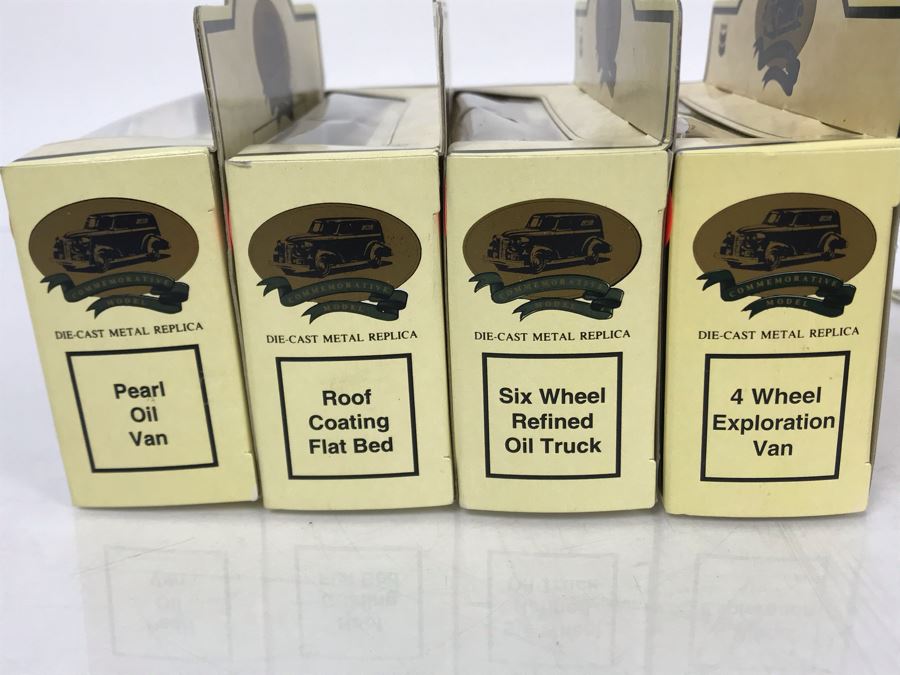 COMMEMORATIVE
MODEL
DIE-CAST METAL REPLICA
Pearl
Oil
Van
COMMEMORATIVE
MODEL
DIE-CAST METAL REPLICA
Roof
Coating
Flat Bed
COMMEMORATIVE
MODEL
DIE-CAST METAL REPLICA
Six Wheel
Refined
Oil Truck
COMMEMORATIVE
MODEL
DIE-CAST METAL REPLICA
4 Wheel
Exploration
Van